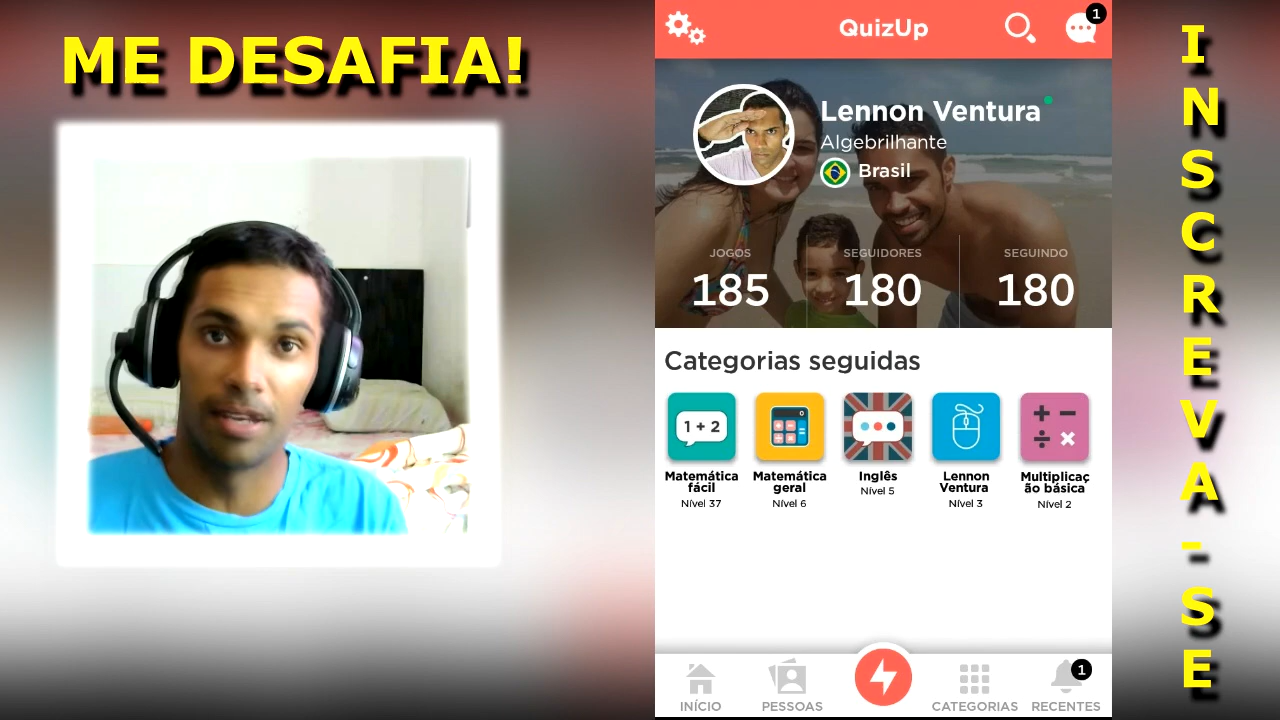 ME DESAFIA!
QuizUp
1
Lennon Ventura
Algebrilhante
Brasil
JOGOS
SEGUIDORES
SEGUINDO
185
180
180
Categorias seguidas
1 + 2
Matemática
fácil
Nível 37
Matemática
geral
Nível 6
Inglês
Nível 5
Lennon
Ventura
Nível 3
Multiplicaç
ão básica
Nível 2
INÍCIO
PESSOAS
CATEGORIAS
1
RECENTES
INSCREVA-SE